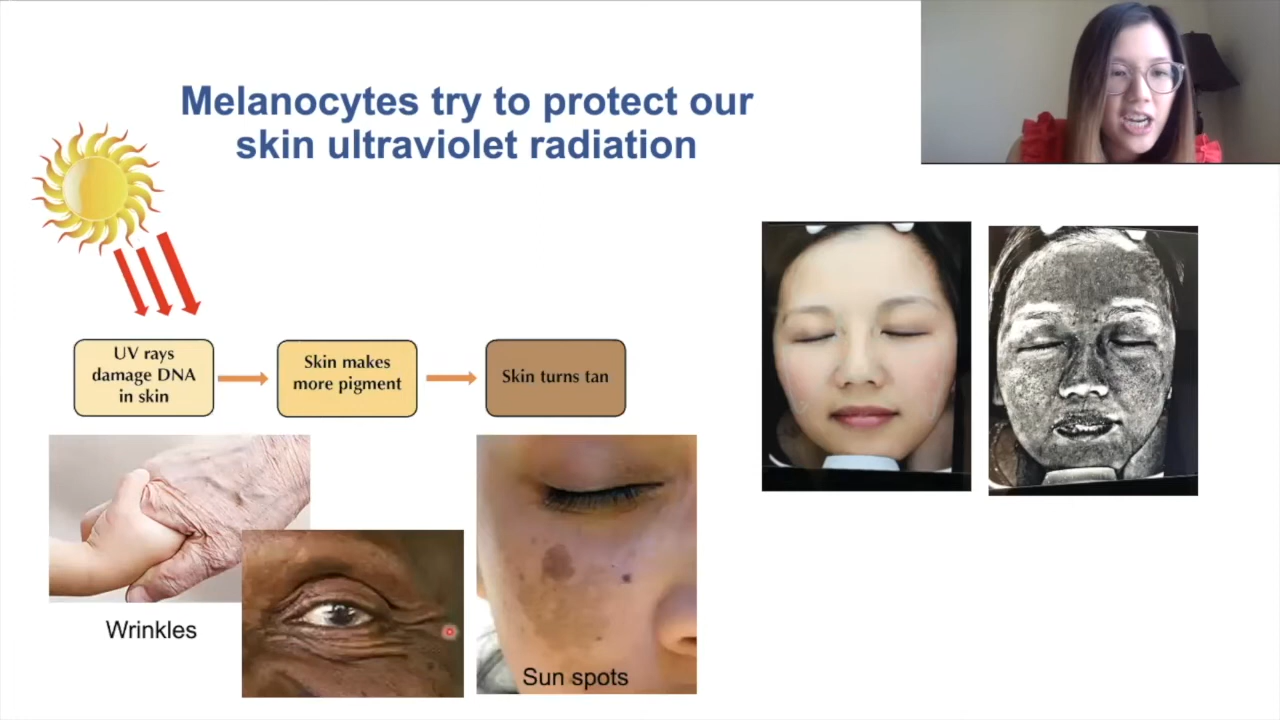 Melanocytes try to protect our
skin ultraviolet radiation
UV rays
damage DNA
in skin
Skin makes
more pigment
Skin turns tan
Wrinkles
Sun spots